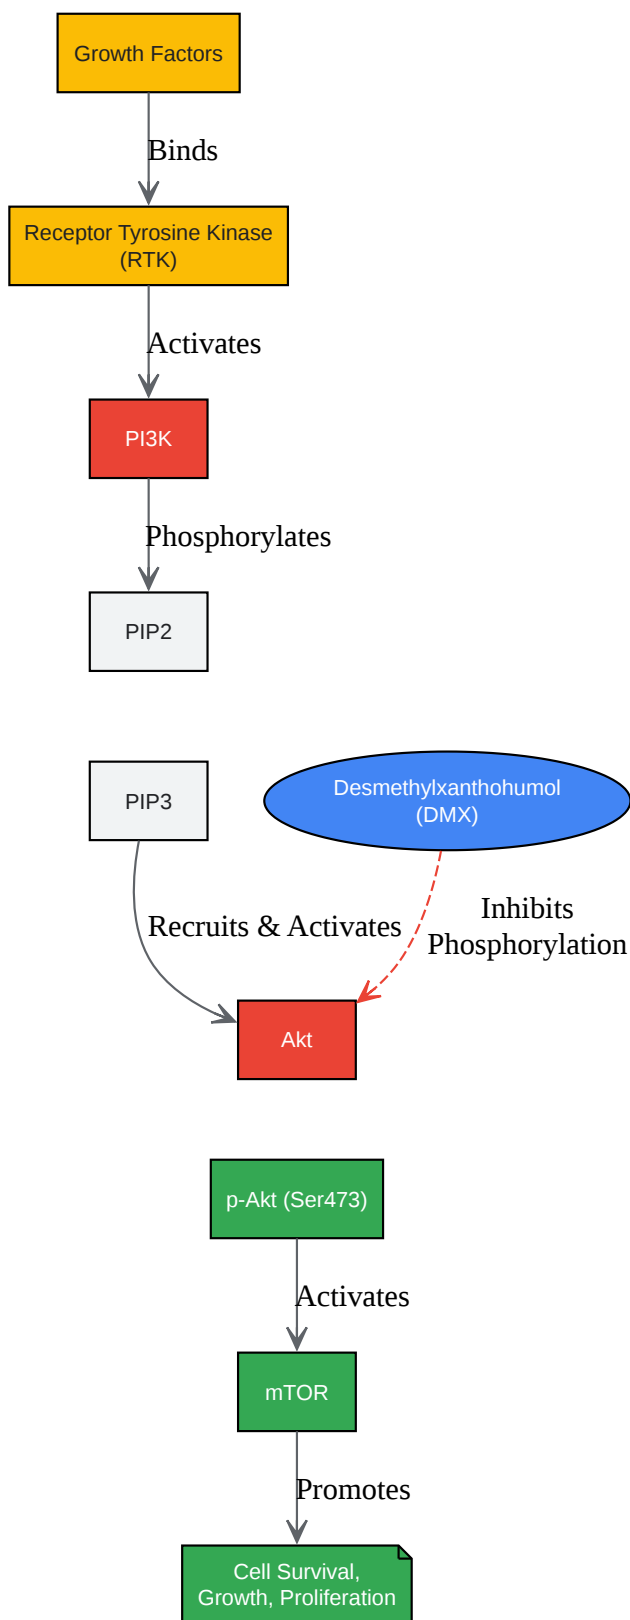 Growth Factors
Binds
Receptor Tyrosine Kinase
(RTK)
Activates
PI3K
Phosphorylates
PIP2
PIP3
Desmethylxanthohumol
(DMX)
Recruits & Activates
Inhibits
Phosphorylation
Akt
p-Akt (Ser473)
Activates
mTOR
Promotes
Cell Survival,
Growth, Proliferation